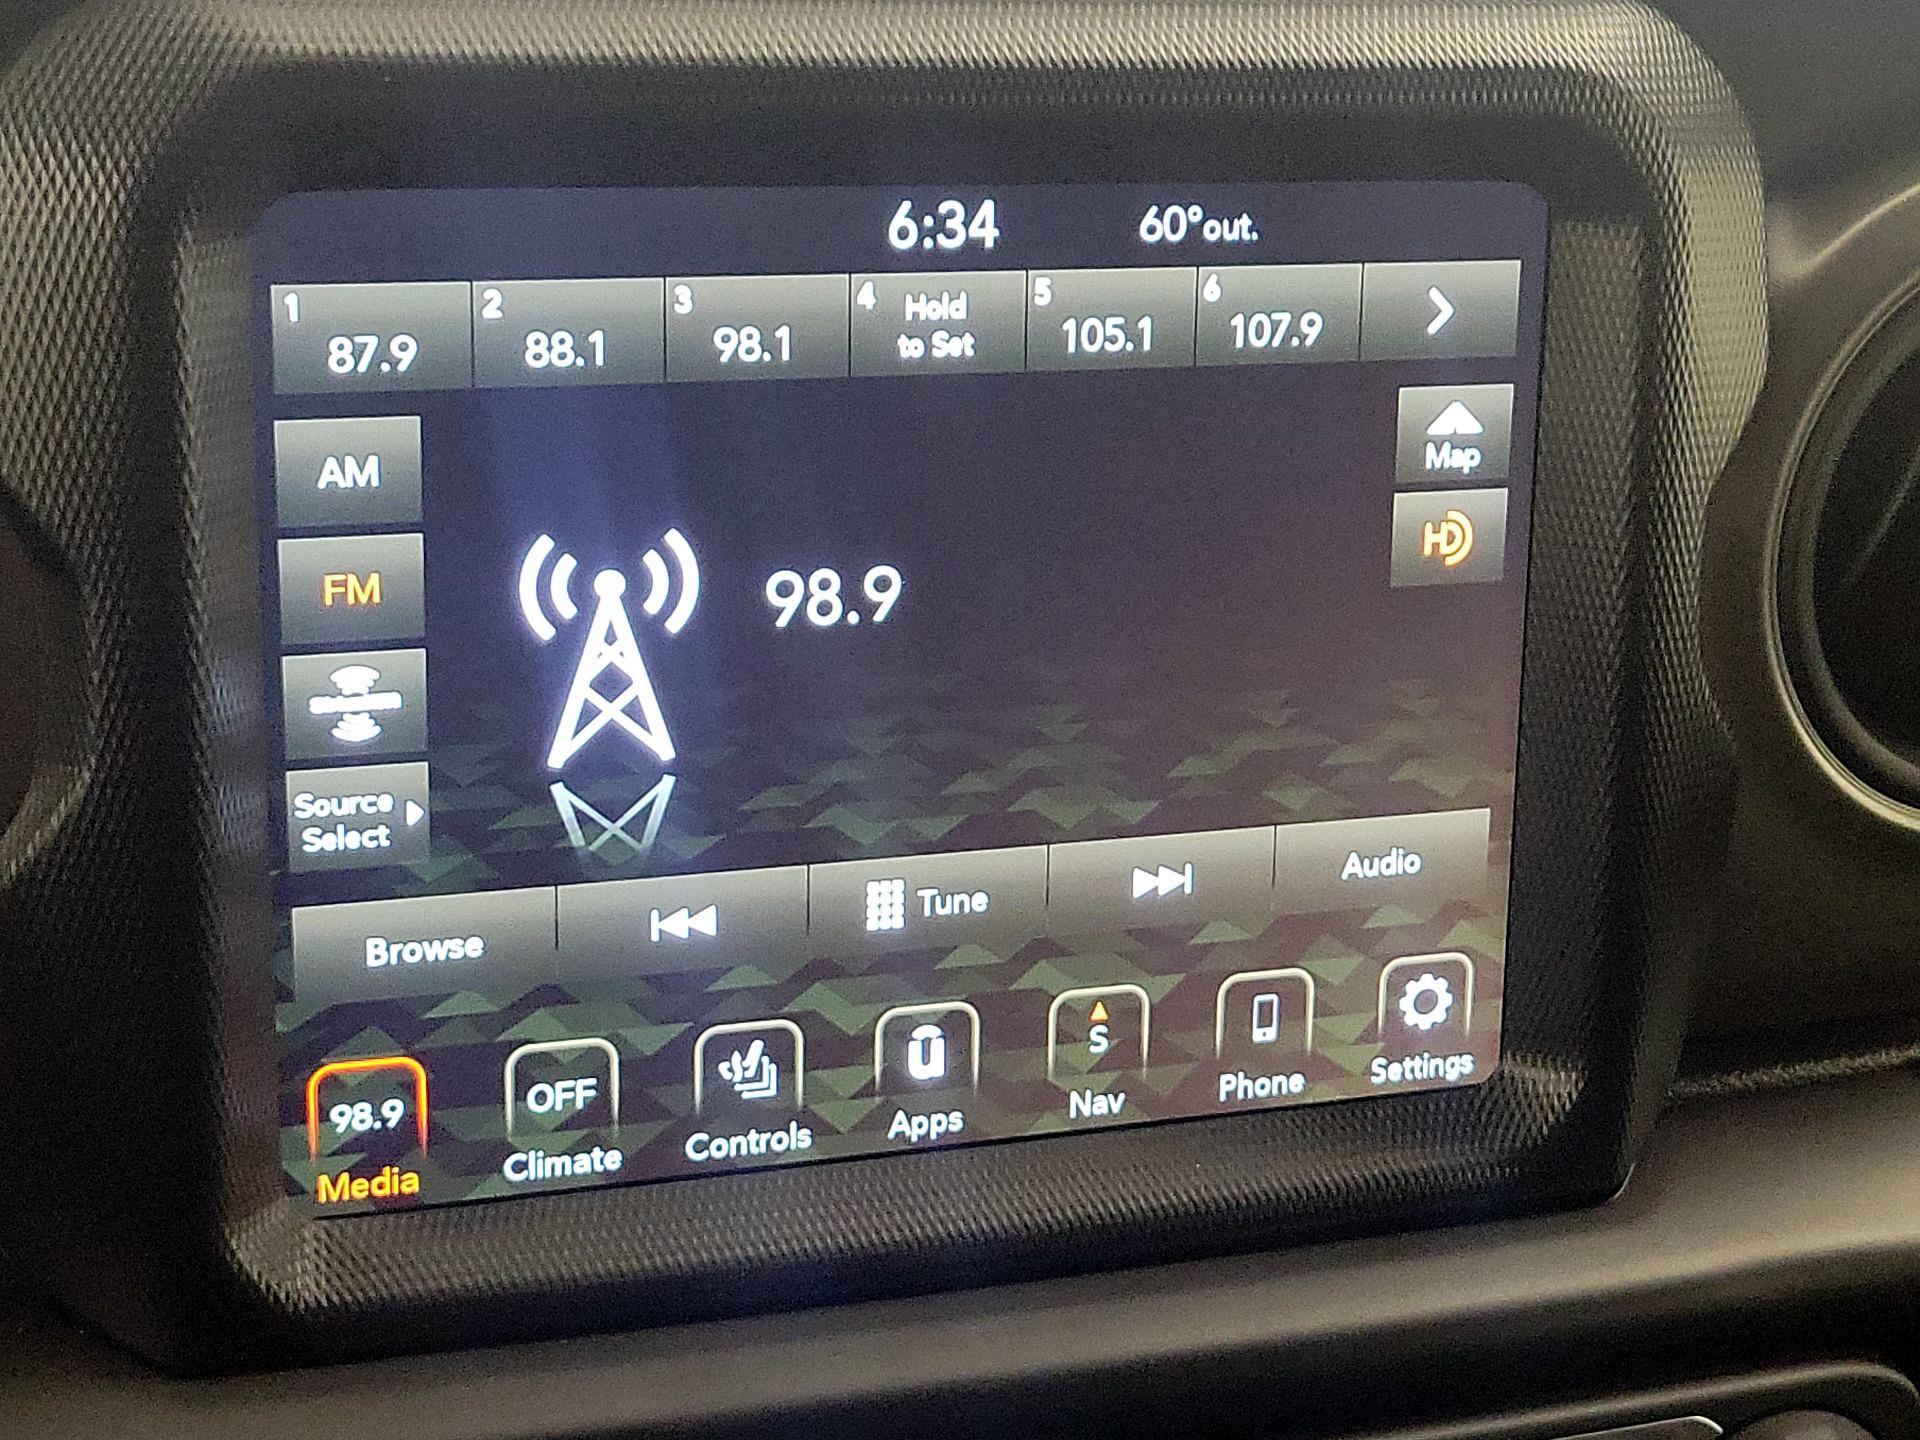 6:34 60°out.
1 87.9
2 88.1
3 98.1
4 Hold
to Set
5 105.1
6 107.9
AM
Map
HD
FM
98.9
Source
Select
Browse
Tune
Audio
98.9
Media
OFF
Climate
Controls
u
Apps
S
Nav
Phone
Settings